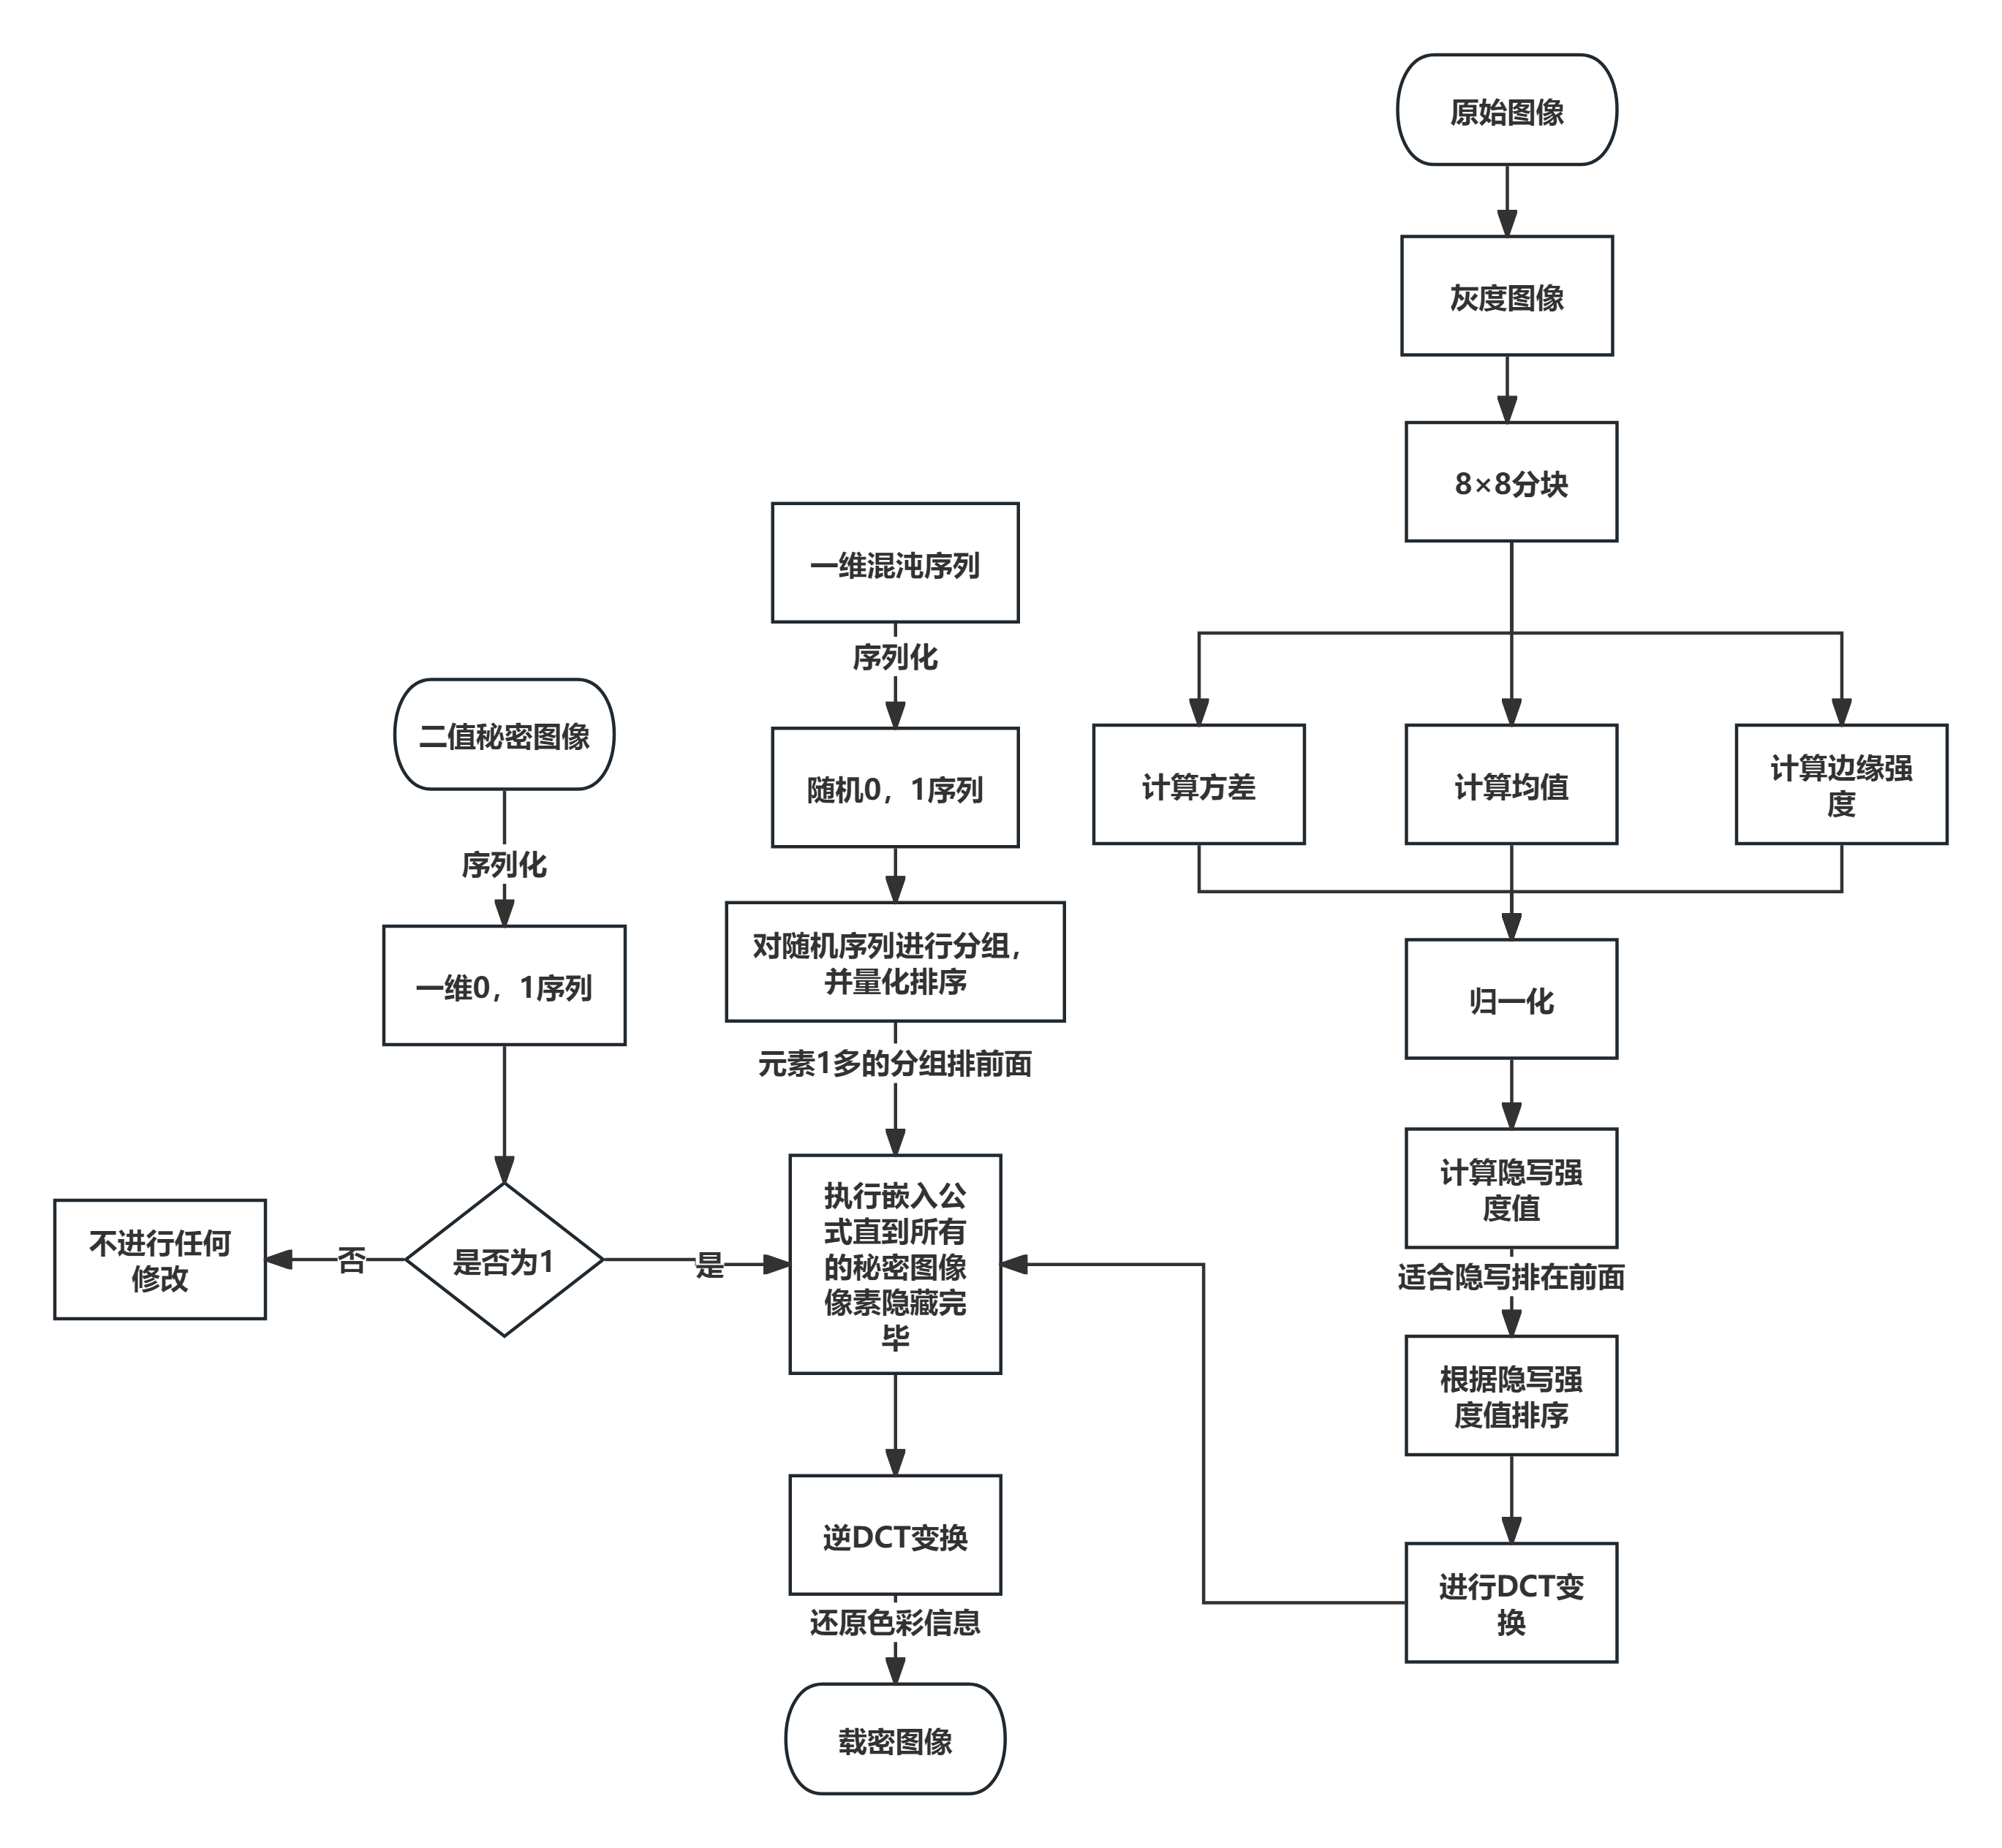 原始图像
灰度图像
8×8分块
一维混沌序列
序列化
二值秘密图像
随机0，1序列
计算方差
计算均值
计算边缘强
度
序列化
对随机序列进行分组，
并量化排序
一维0，1序列
归一化
元素1多的分组排前面
计算隐写强
度值
不进行任何
修改
否
是否为1
是
执行嵌入公
式直到所有
的秘密图像
像素隐藏完
毕
适合隐写排在前面
根据隐写强
度值排序
逆DCT变换
进行DCT变
换
还原色彩信息
载密图像